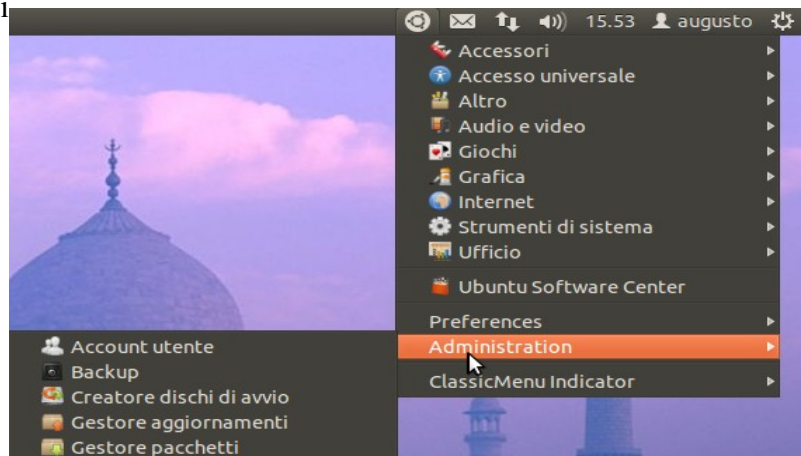 1
15.53 augusto
Accessori
Accesso universale
Altro
Audio e video
Giochi
Grafica
Internet
Strumenti di sistema
Ufficio
Ubuntu Software Center
Preferences
Administration
ClassicMenu Indicator
Account utente
Backup
Creatore dischi di avvio
Gestore aggiornamenti
Gestore pacchetti